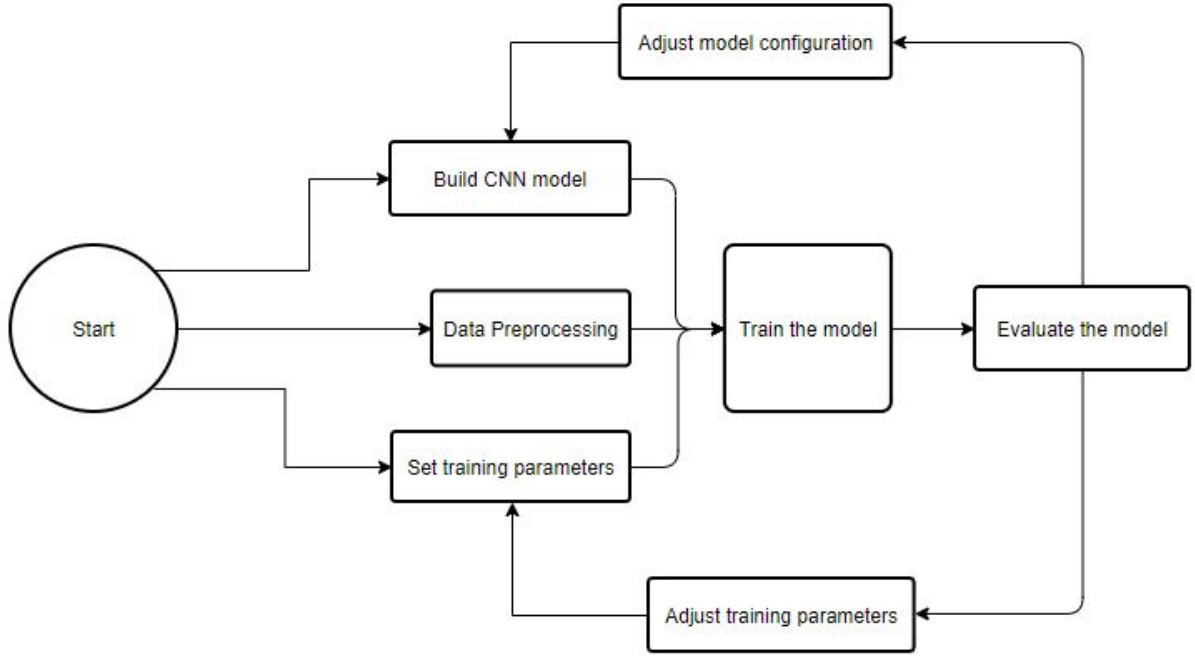 Adjust model configuration
Build CNN model
Start
Data Preprocessing
Train the model
Evaluate the model
Set training parameters
Adjust training parameters